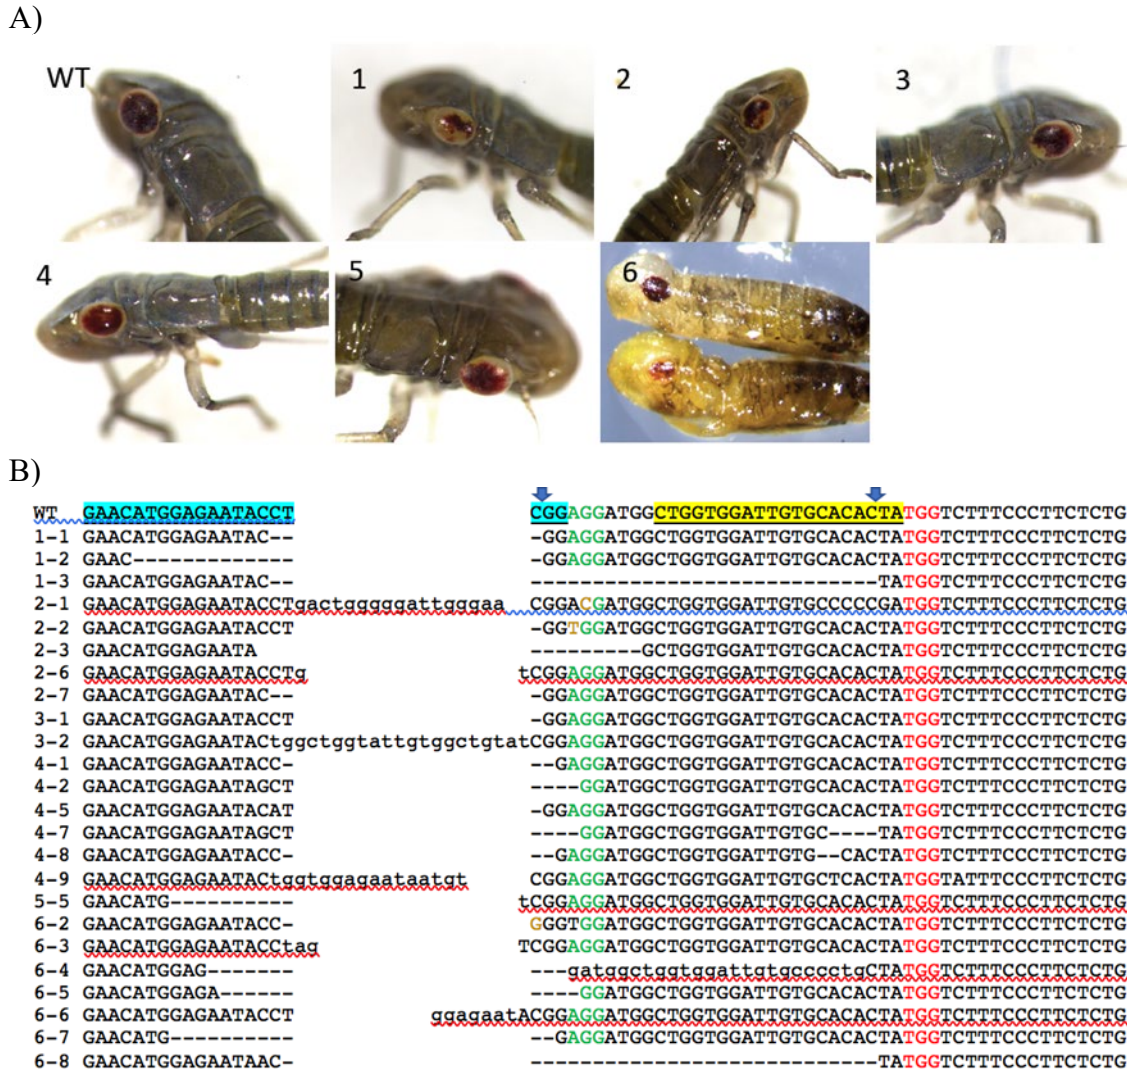 A)
WT 1 2 3
4 5 6
B)
WT GAACATGGAGAATACCT CGGAGGATGGCTGGTGGATTGTGCACACTATGGTCTTTCCCTTCTCTG
1-1 GAACATGGAGAATAC-- -GGAGGATGGCTGGTGGATTGTGCACACTATGGTCTTTCCCTTCTCTG
1-2 GAAC------------- -GGAGGATGGCTGGTGGATTGTGCACACTATGGTCTTTCCCTTCTCTG
1-3 GAACATGGAGAATAC-- ----------------------------TATGGTCTTTCCCTTCTCTG
2-1 GAACATGGAGAATACCTgactgggggattgggaa CGGACGATGGCTGGTGGATTGTGCCCCCGATGGTCTTTCCCTTCTCTG
2-2 GAACATGGAGAATACCT -GGTGGATGGCTGGTGGATTGTGCACACTATGGTCTTTCCCTTCTCTG
2-3 GAACATGGAGAATA ---------GCTGGTGGATTGTGCACACTATGGTCTTTCCCTTCTCTG
2-6 GAACATGGAGAATACCTg tCGGAGGATGGCTGGTGGATTGTGCACACTATGGTCTTTCCCTTCTCTG
2-7 GAACATGGAGAATAC-- -GGAGGATGGCTGGTGGATTGTGCACACTATGGTCTTTCCCTTCTCTG
3-1 GAACATGGAGAATACCT -GGAGGATGGCTGGTGGATTGTGCACACTATGGTCTTTCCCTTCTCTG
3-2 GAACATGGAGAATACtggctggtattgtggctgtatCGGAGGATGGCTGGTGGATTGTGCACACTATGGTCTTTCCCTTCTCTG
4-1 GAACATGGAGAATACC- --GAGGATGGCTGGTGGATTGTGCACACTATGGTCTTTCCCTTCTCTG
4-2 GAACATGGAGAATAGCT ----GGATGGCTGGTGGATTGTGCACACTATGGTCTTTCCCTTCTCTG
4-5 GAACATGGAGAATACAT -GGAGGATGGCTGGTGGATTGTGCACACTATGGTCTTTCCCTTCTCTG
4-7 GAACATGGAGAATAGCT ----GGATGGCTGGTGGATTGTGC----TATGGTCTTTCCCTTCTCTG
4-8 GAACATGGAGAATACC- --GAGGATGGCTGGTGGATTGTG--CACTATGGTCTTTCCCTTCTCTG
4-9 GAACATGGAGAATACtggtggagaataatgt CGGAGGATGGCTGGTGGATTGTGCTCACTATGGTATTTCCCTTCTCTG
5-5 GAACATG---------- tCGGAGGATGGCTGGTGGATTGTGCACACTATGGTCTTTCCCTTCTCTG
6-2 GAACATGGAGAATACC- GGGTGGATGGCTGGTGGATTGTGCACACTATGGTCTTTCCCTTCTCTG
6-3 GAACATGGAGAATACCtag TCGGAGGATGGCTGGTGGATTGTGCACACTATGGTCTTTCCCTTCTCTG
6-4 GAACATGGAG------- ---gatggctggtggattgtgcccctgCTATGGTCTTTCCCTTCTCTG
6-5 GAACATGGAGA------ ----GGATGGCTGGTGGATTGTGCACACTATGGTCTTTCCCTTCTCTG
6-6 GAACATGGAGAATACCT ggagaatACGGAGGATGGCTGGTGGATTGTGCACACTATGGTCTTTCCCTTCTCTG
6-7 GAACATG---------- --GAGGATGGCTGGTGGATTGTGCACACTATGGTCTTTCCCTTCTCTG
6-8 GAACATGGAGAATAAC- ----------------------------TATGGTCTTTCCCTTCTCTG